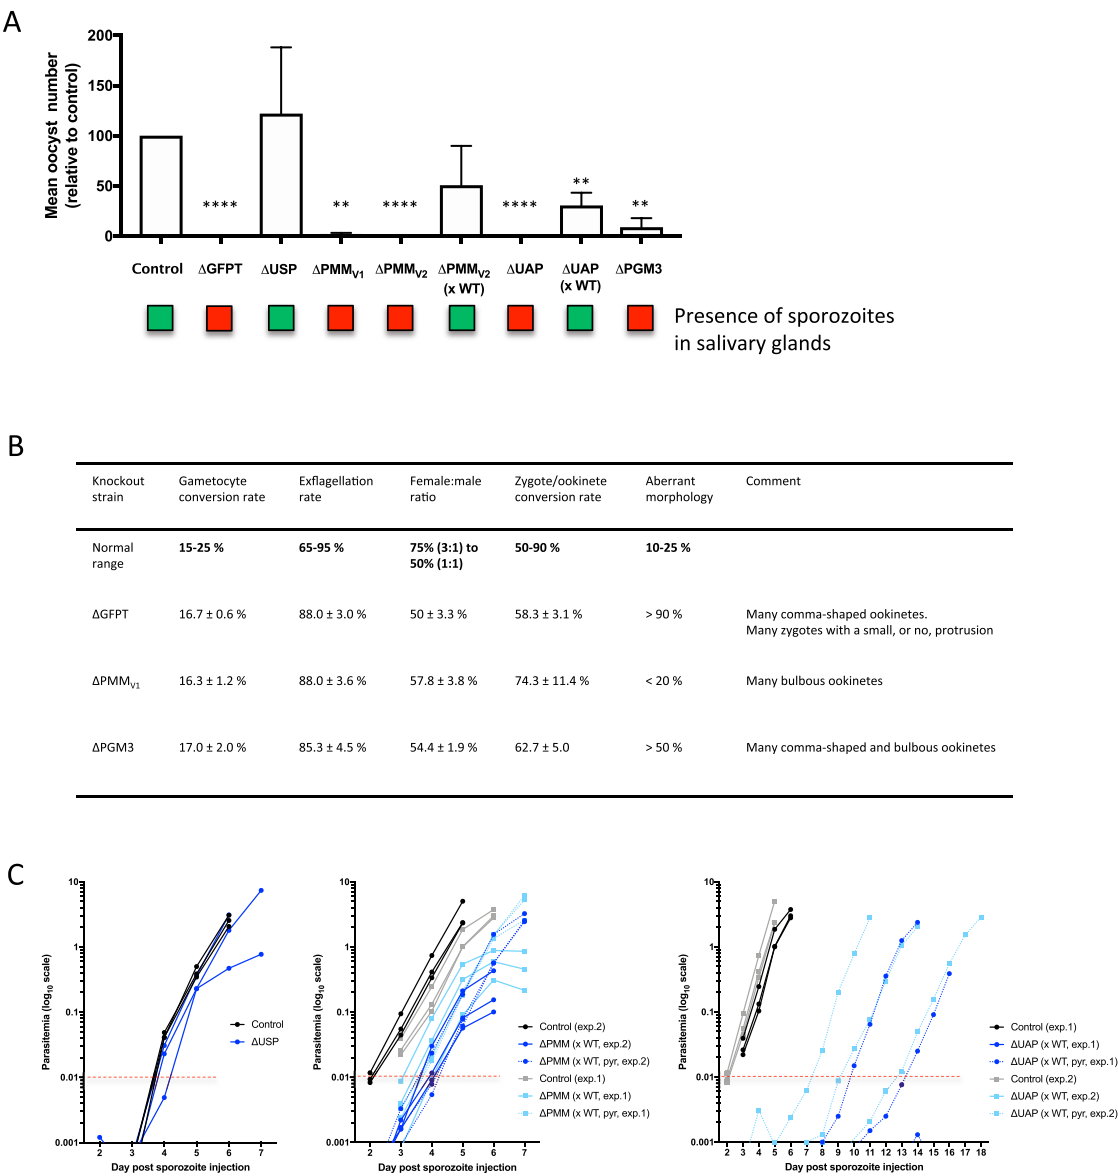 A
200
150
100
50
0
Mean oocyst number
(relative to control)
**** ** **** **** ** **
Control ΔGFPT ΔUSP ΔPMMV1 ΔPMMV2 ΔPMMV2 ΔUAP ΔUAP ΔPGM3
(x WT) (x WT)
Presence of sporozoites
in salivary glands
B
Knockout Gametocyte Exflagellation Female:male Zygote/ookinete Aberrant Comment
strain conversion rate rate ratio conversion rate morphology
Normal 15-25 % 65-95 % 75% (3:1) to 50-90 % 10-25 %
range 50% (1:1)
ΔGFPT 16.7 ± 0.6 % 88.0 ± 3.0 % 50 ± 3.3 % 58.3 ± 3.1 % > 90 % Many comma-shaped ookinetes.
Many zygotes with a small, or no, protrusion
ΔPMMV1 16.3 ± 1.2 % 88.0 ± 3.6 % 57.8 ± 3.8 % 74.3 ± 11.4 % < 20 % Many bulbous ookinetes
ΔPGM3 17.0 ± 2.0 % 85.3 ± 4.5 % 54.4 ± 1.9 % 62.7 ± 5.0 > 50 % Many comma-shaped and bulbous ookinetes
C
10
1
0.1
0.01
0.001
Parasitemia (log10 scale)
2 3 4 5 6 7
Day post sporozoite injection
Control
ΔUSP
10
1
0.1
0.01
0.001
Parasitemia (log10 scale)
2 3 4 5 6 7
Day post sporozoite injection
Control (exp.2)
ΔPMM (x WT, exp.2)
ΔPMM (x WT, pyr, exp.2)
Control (exp.1)
ΔPMM (x WT, exp.1)
ΔPMM (x WT, pyr, exp.1)
10
1
0.1
0.01
0.001
Parasitemia (log10 scale)
2 3 4 5 6 7 8 9 10 11 12 13 14 15 16 17 18
Day post sporozoite injection
Control (exp.1)
ΔUAP (x WT, exp.1)
ΔUAP (x WT, pyr, exp.1)
Control (exp.2)
ΔUAP (x WT, exp.2)
ΔUAP (x WT, pyr, exp.2)